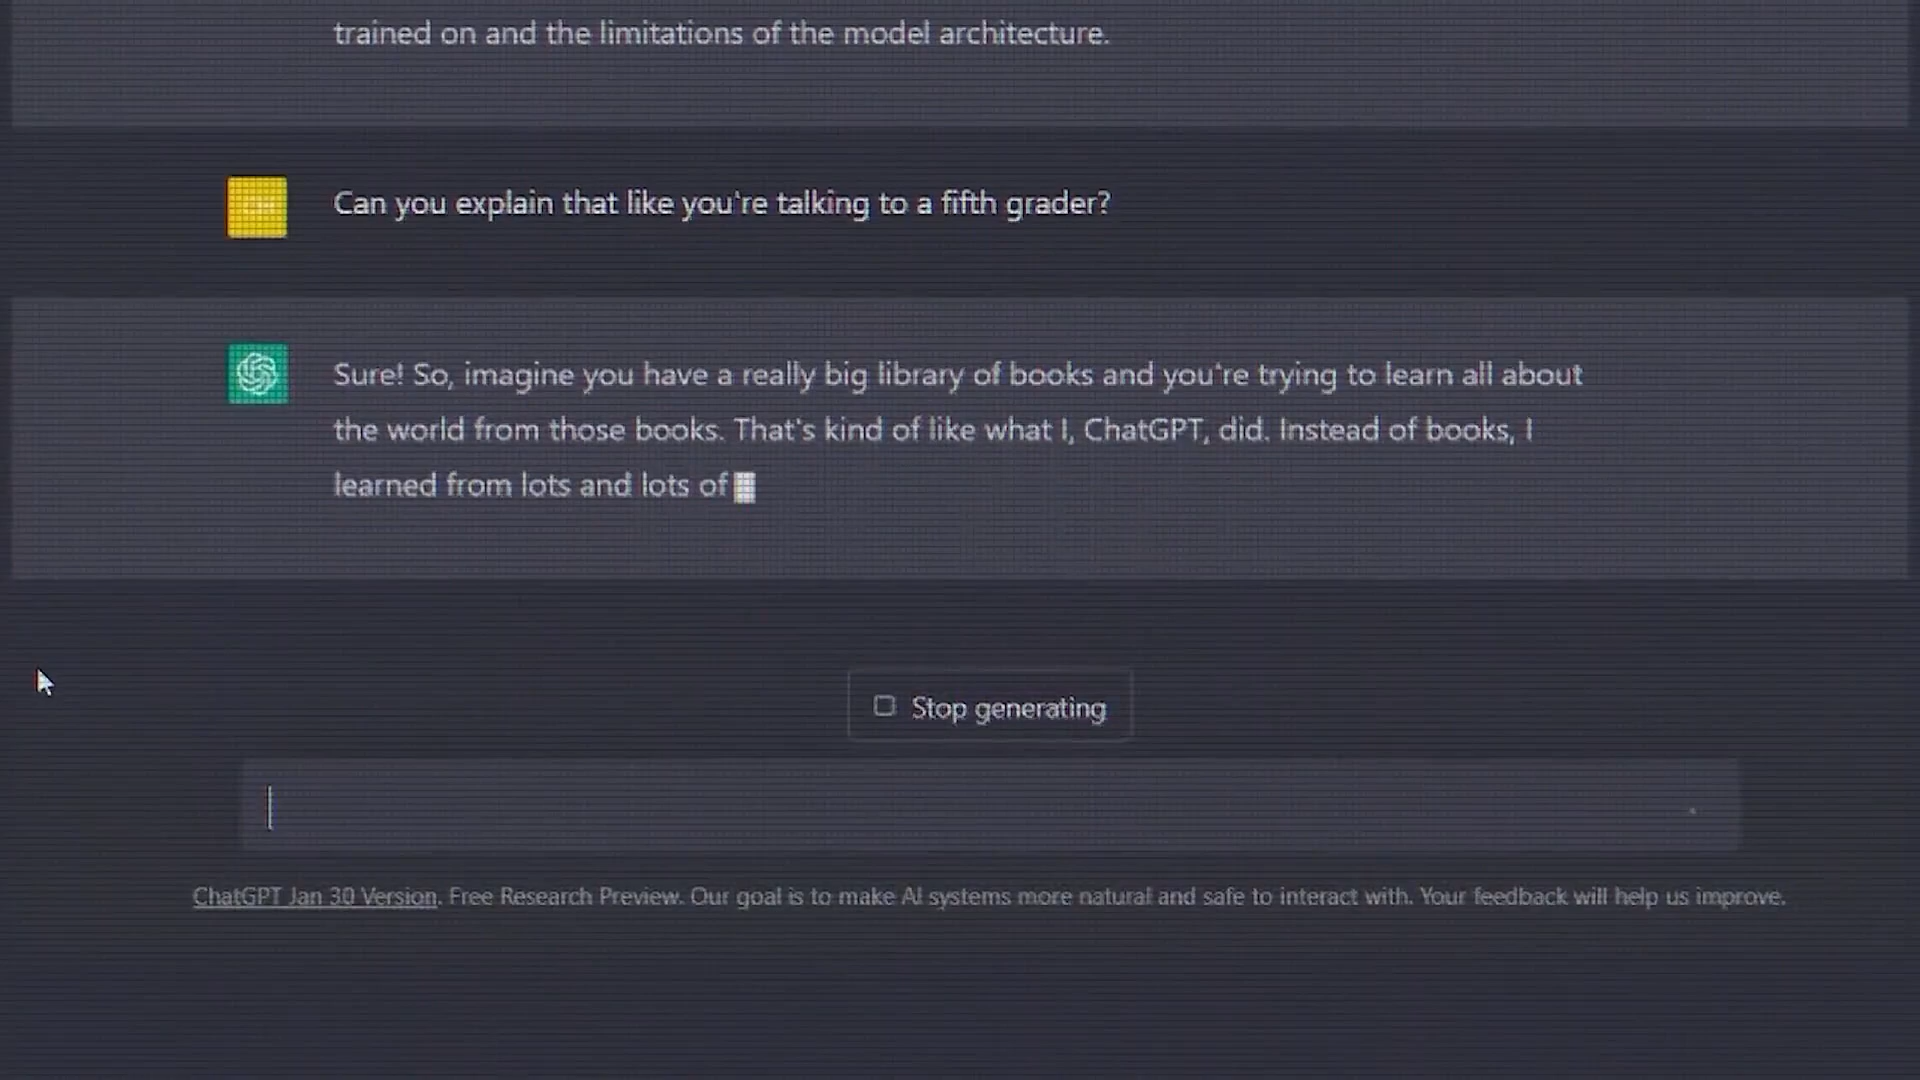 trained on and the limitations of the model architecture.
Can you explain that like you're talking to a fifth grader?
Sure! So, imagine you have a really big library of books and you're trying to learn all about
the world from those books. That's kind of like what I, ChatGPT, did. Instead of books, I
learned from lots and lots of
Stop generating
ChatGPT Jan 30 Version. Free Research Preview. Our goal is to make AI systems more natural and safe to interact with. Your feedback will help us improve.